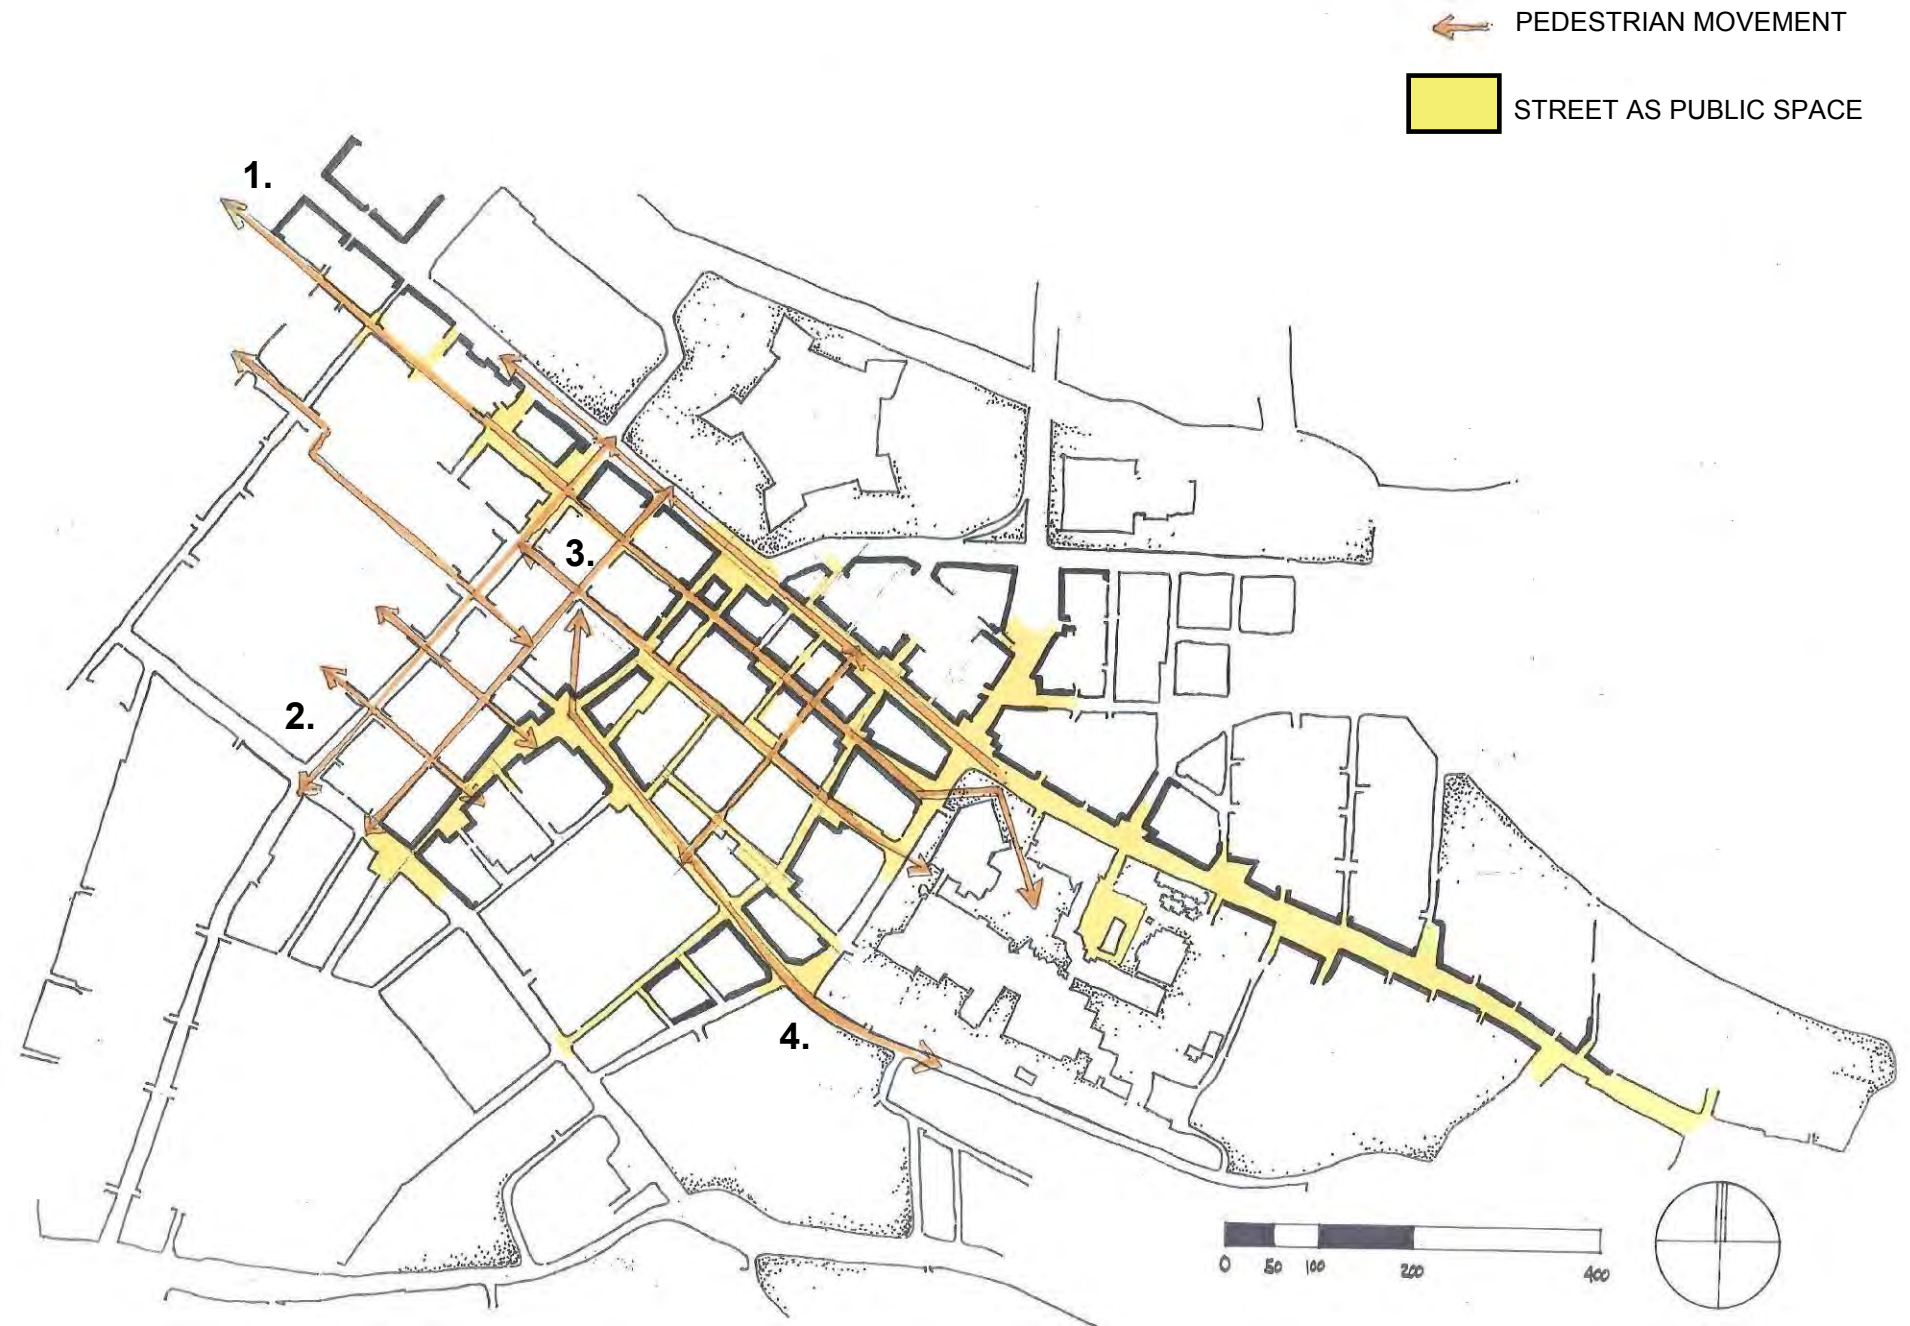 PEDESTRIAN MOVEMENT
STREET AS PUBLIC SPACE
1.
3.
2.
4.
0 50 100 200 400